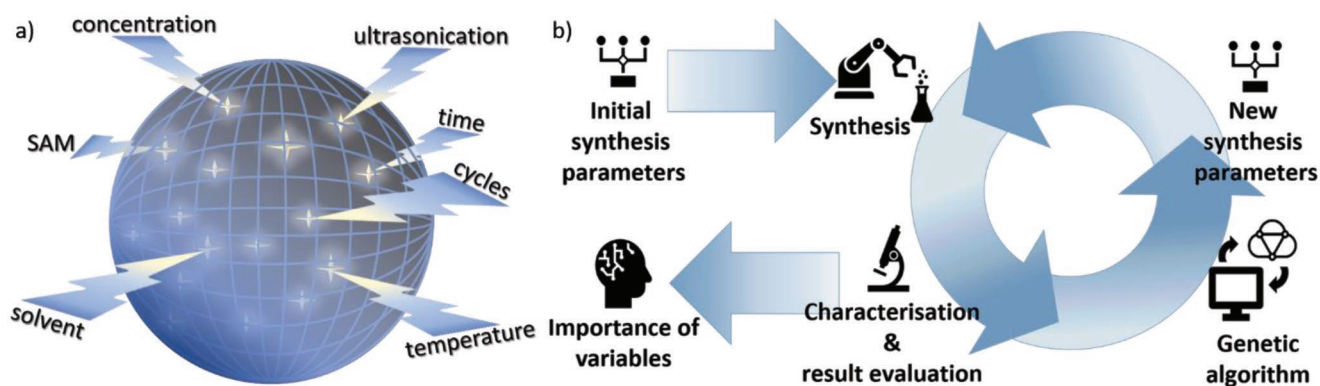 a)
concentration
ultrasonication
SAM
time
cycles
solvent
temperature
b)
Initial
synthesis
parameters
Synthesis
New
synthesis
parameters
Importance of
variables
Characterisation
&
result evaluation
Genetic
algorithm